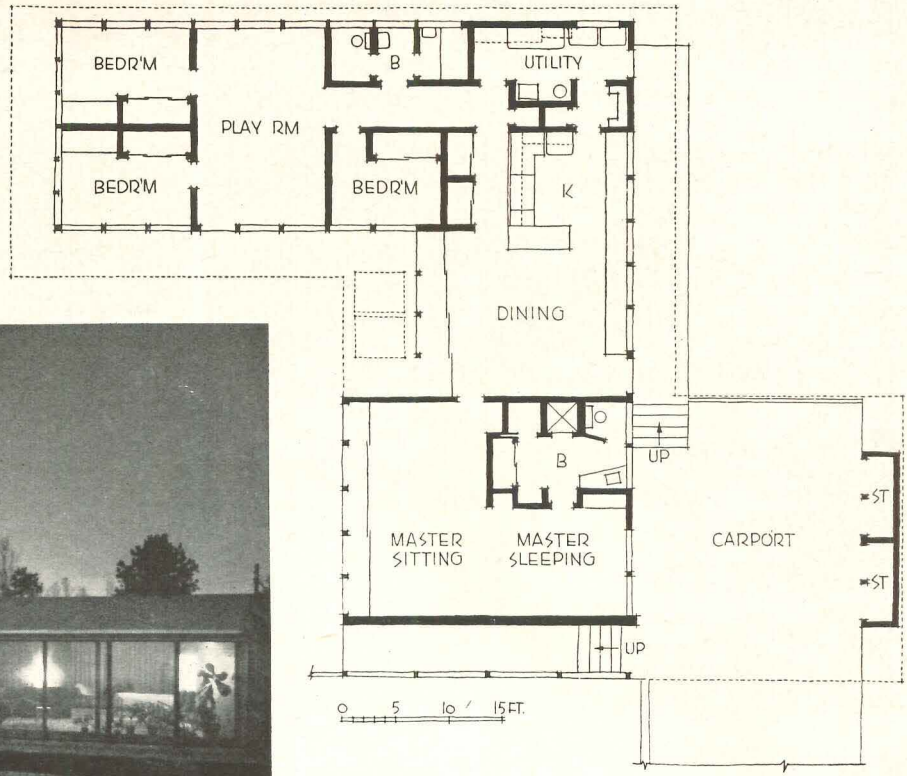 BEDR'M
B
UTILITY
PLAY RM
BEDR'M
BEDR'M
K
DINING
B
UP
MASTER
SITTING
MASTER
SLEEPING
CARPORT
ST
ST
UP
0 5 10 15 FT.